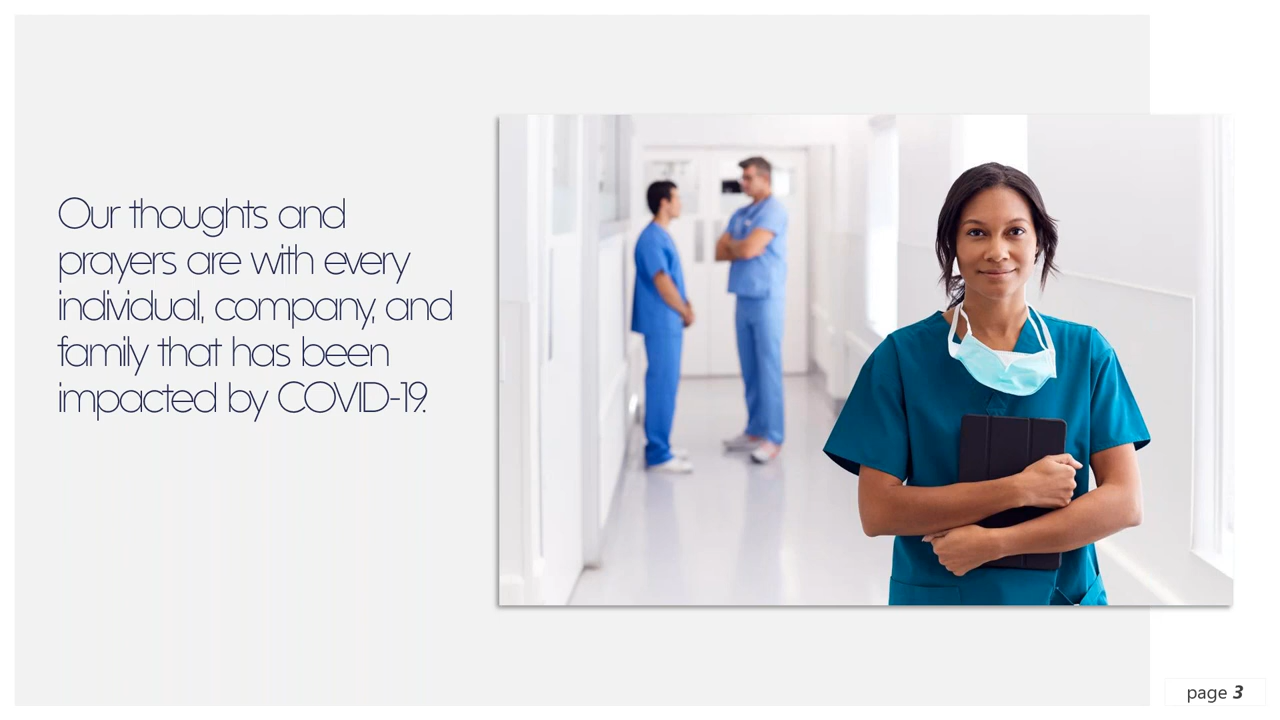 Our thoughts and
prayers are with every
individual, company, and
family that has been
impacted by COVID-19.
page 3